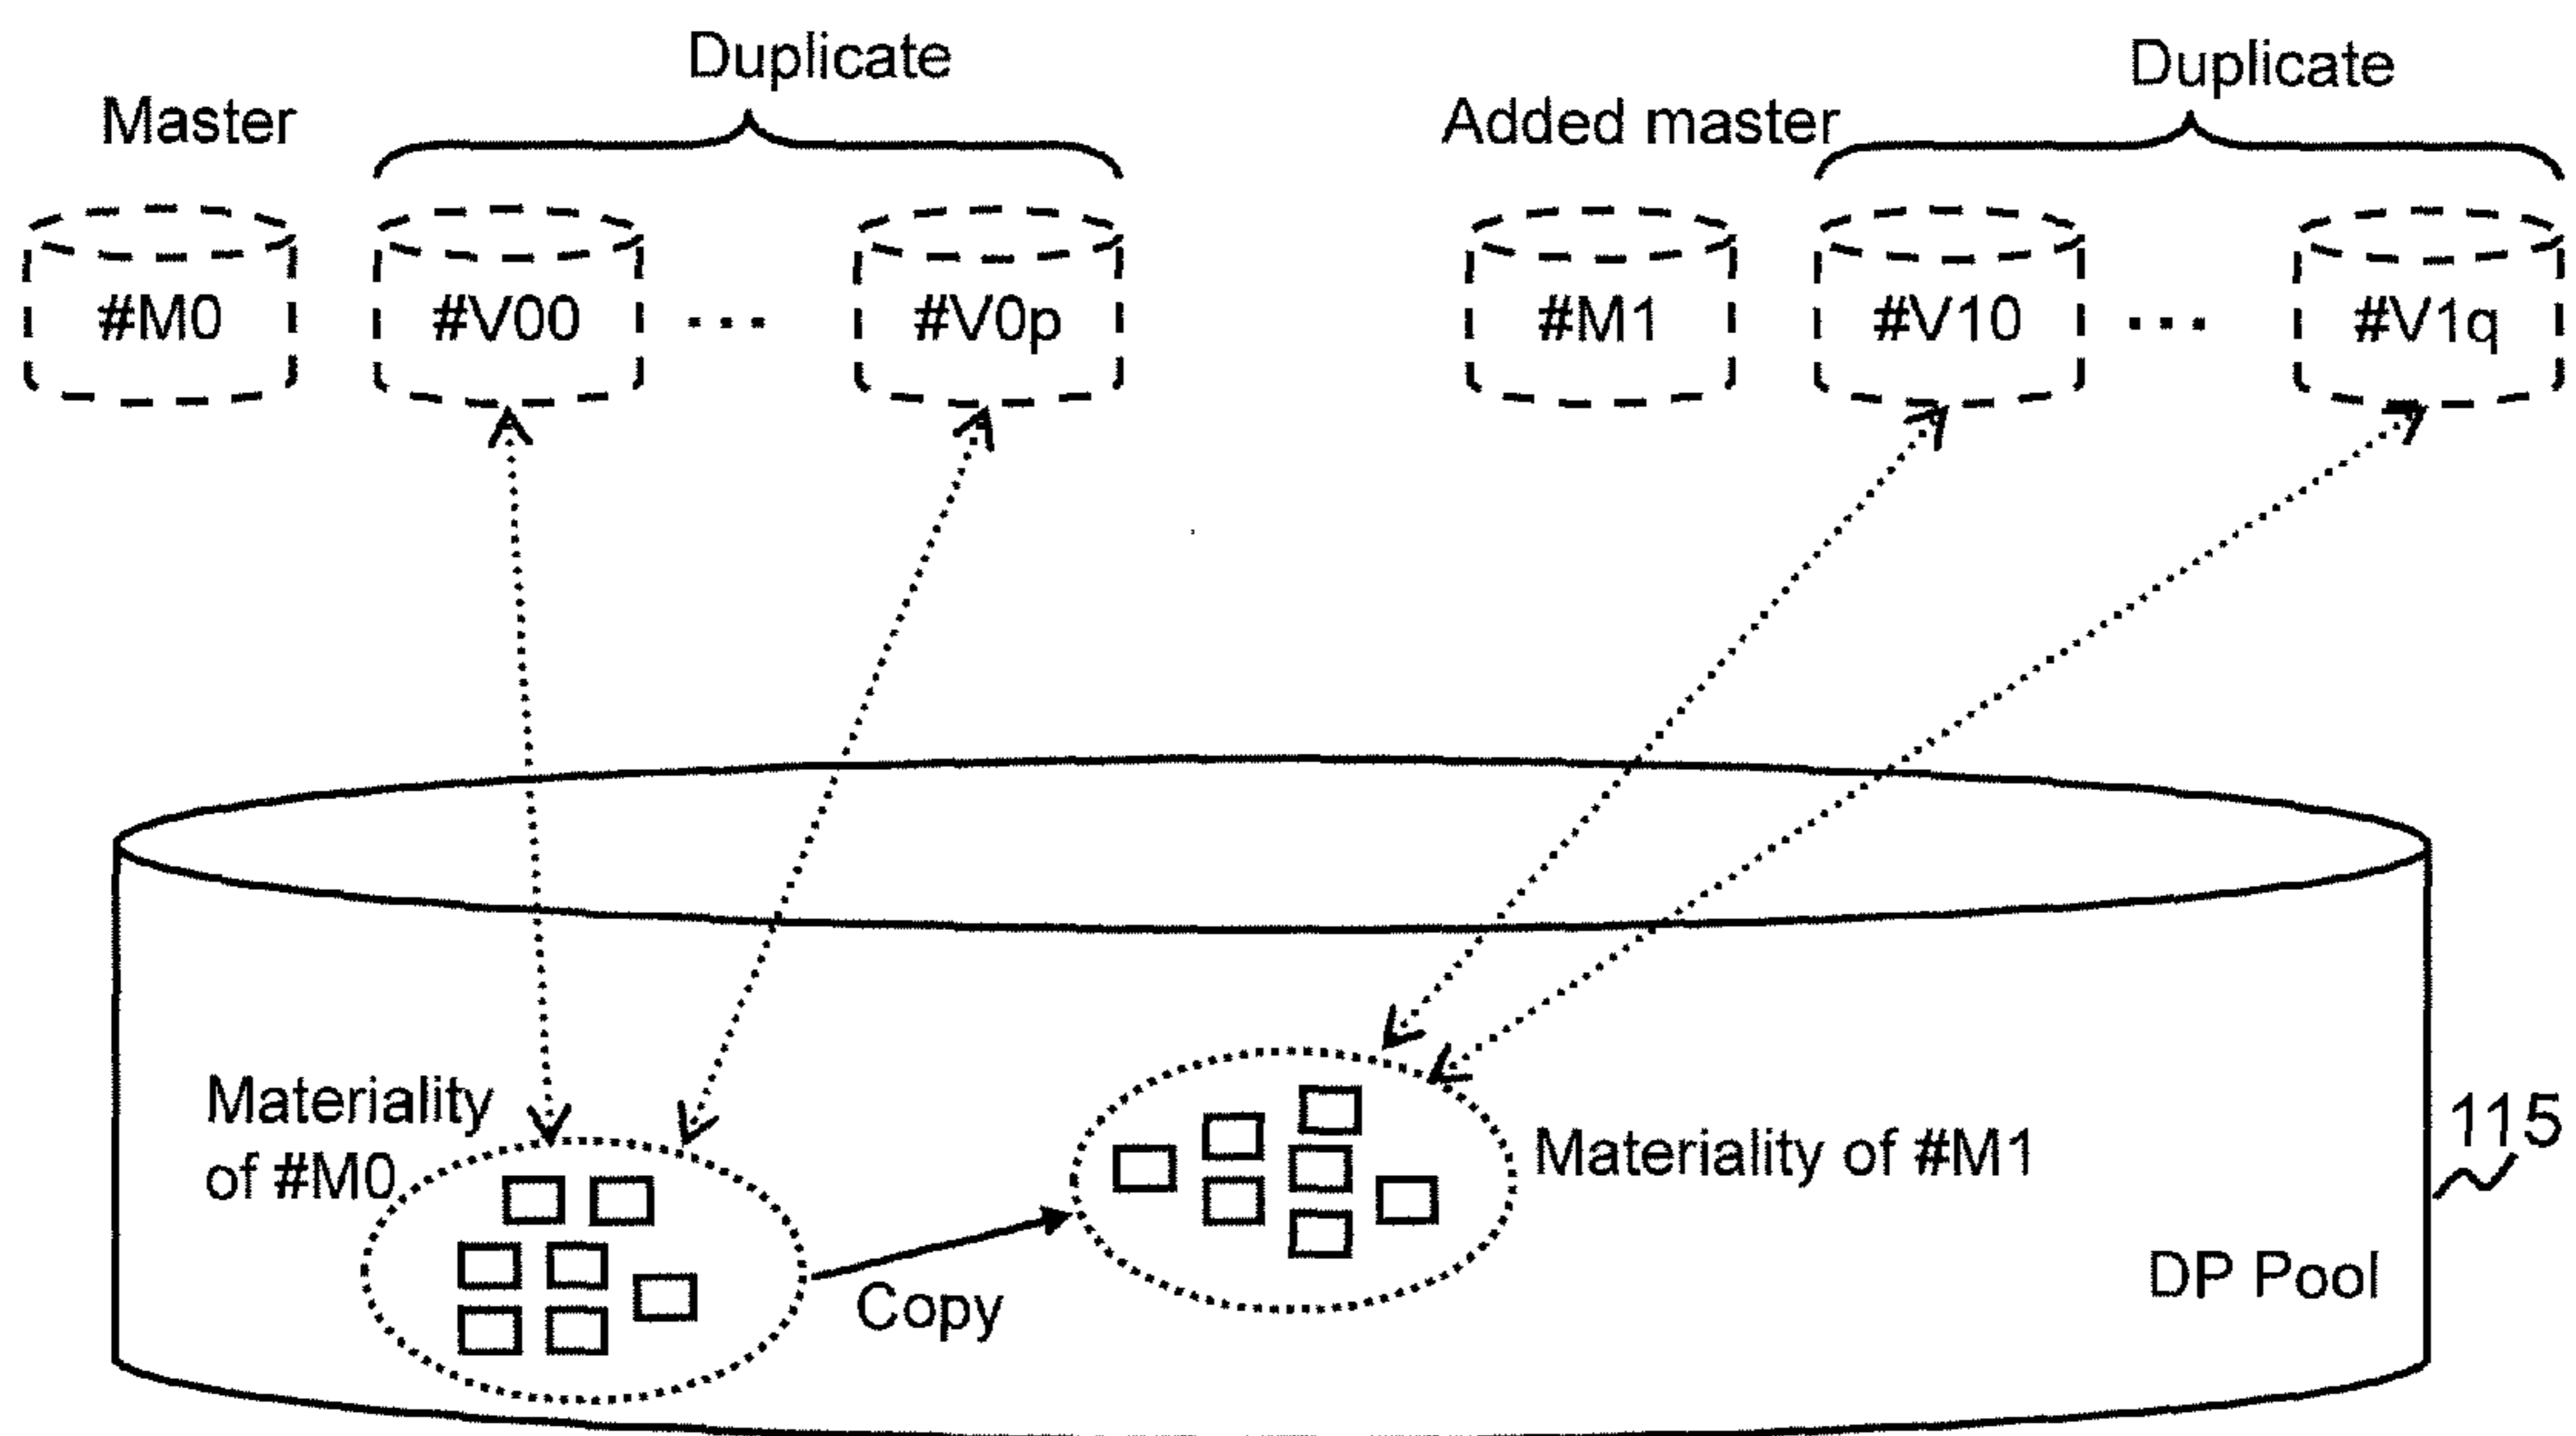 Duplicate
Duplicate
Master
Added master
#M0
#V00
...
#V0p
#M1
#V10
...
#V1q
Materiality
of #M0
Materiality of #M1
115
Copy
DP Pool